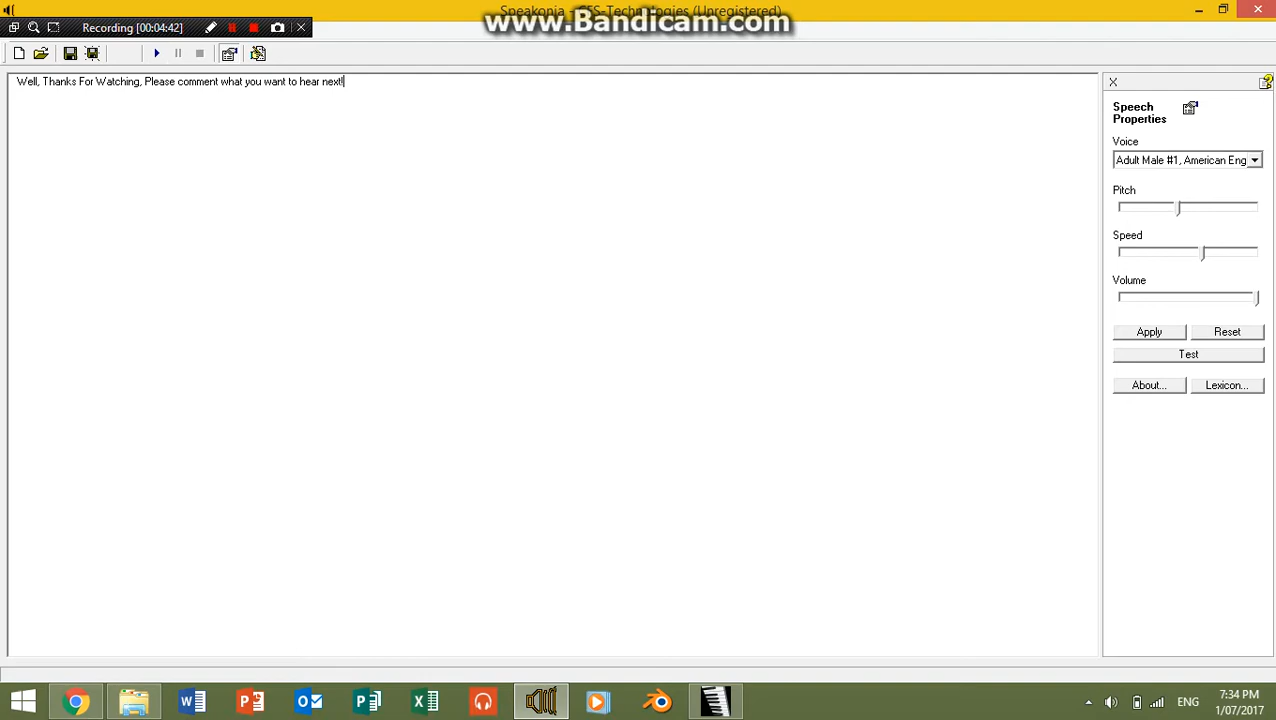 Speakonia - CFS-Technologies (Unregistered)
www.Bandicam.com
Recording [00:04:42]
Well, Thanks For Watching, Please comment what you want to hear next!
Speech
Properties
Voice
Adult Male #1, American Eng
Pitch
Speed
Volume
Apply Reset
Test
About... Lexicon...
ENG
7:34 PM
1/07/2017